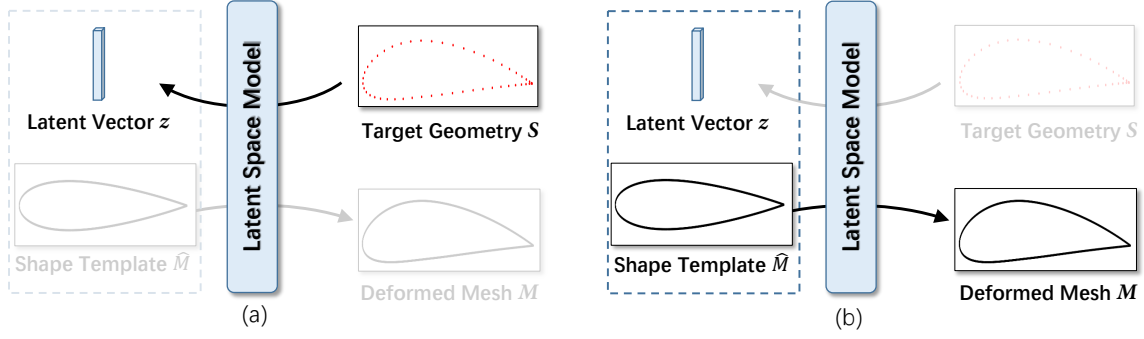 Latent Vector z
Shape Template M̂
Latent Space Model
Target Geometry S
Deformed Mesh M
(a)
Latent Vector z
Shape Template M̂
Latent Space Model
Target Geometry S
Deformed Mesh M
(b)